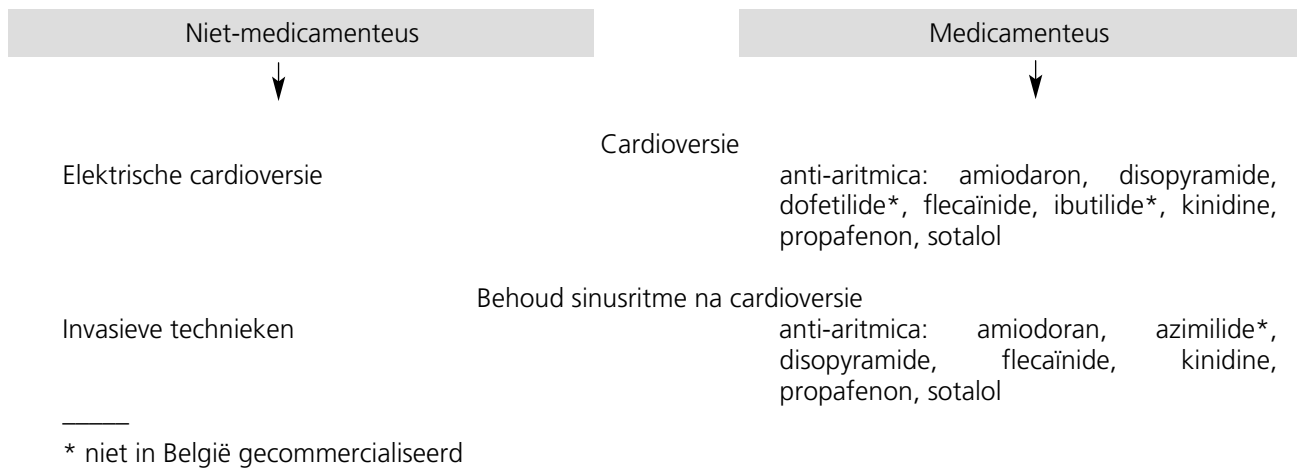 Niet-medicamenteus
Medicamenteus
Cardioversie
Elektrische cardioversie
anti-aritmica: amiodaron, disopyramide,
dofetilide*, flecaïnide, ibutilide*, kinidine,
propafenon, sotalol
Behoud sinusritme na cardioversie
Invasieve technieken
anti-aritmica: amiodoran, azimilide*,
disopyramide, flecaïnide, kinidine,
propafenon, sotalol
* niet in België gecommercialiseerd